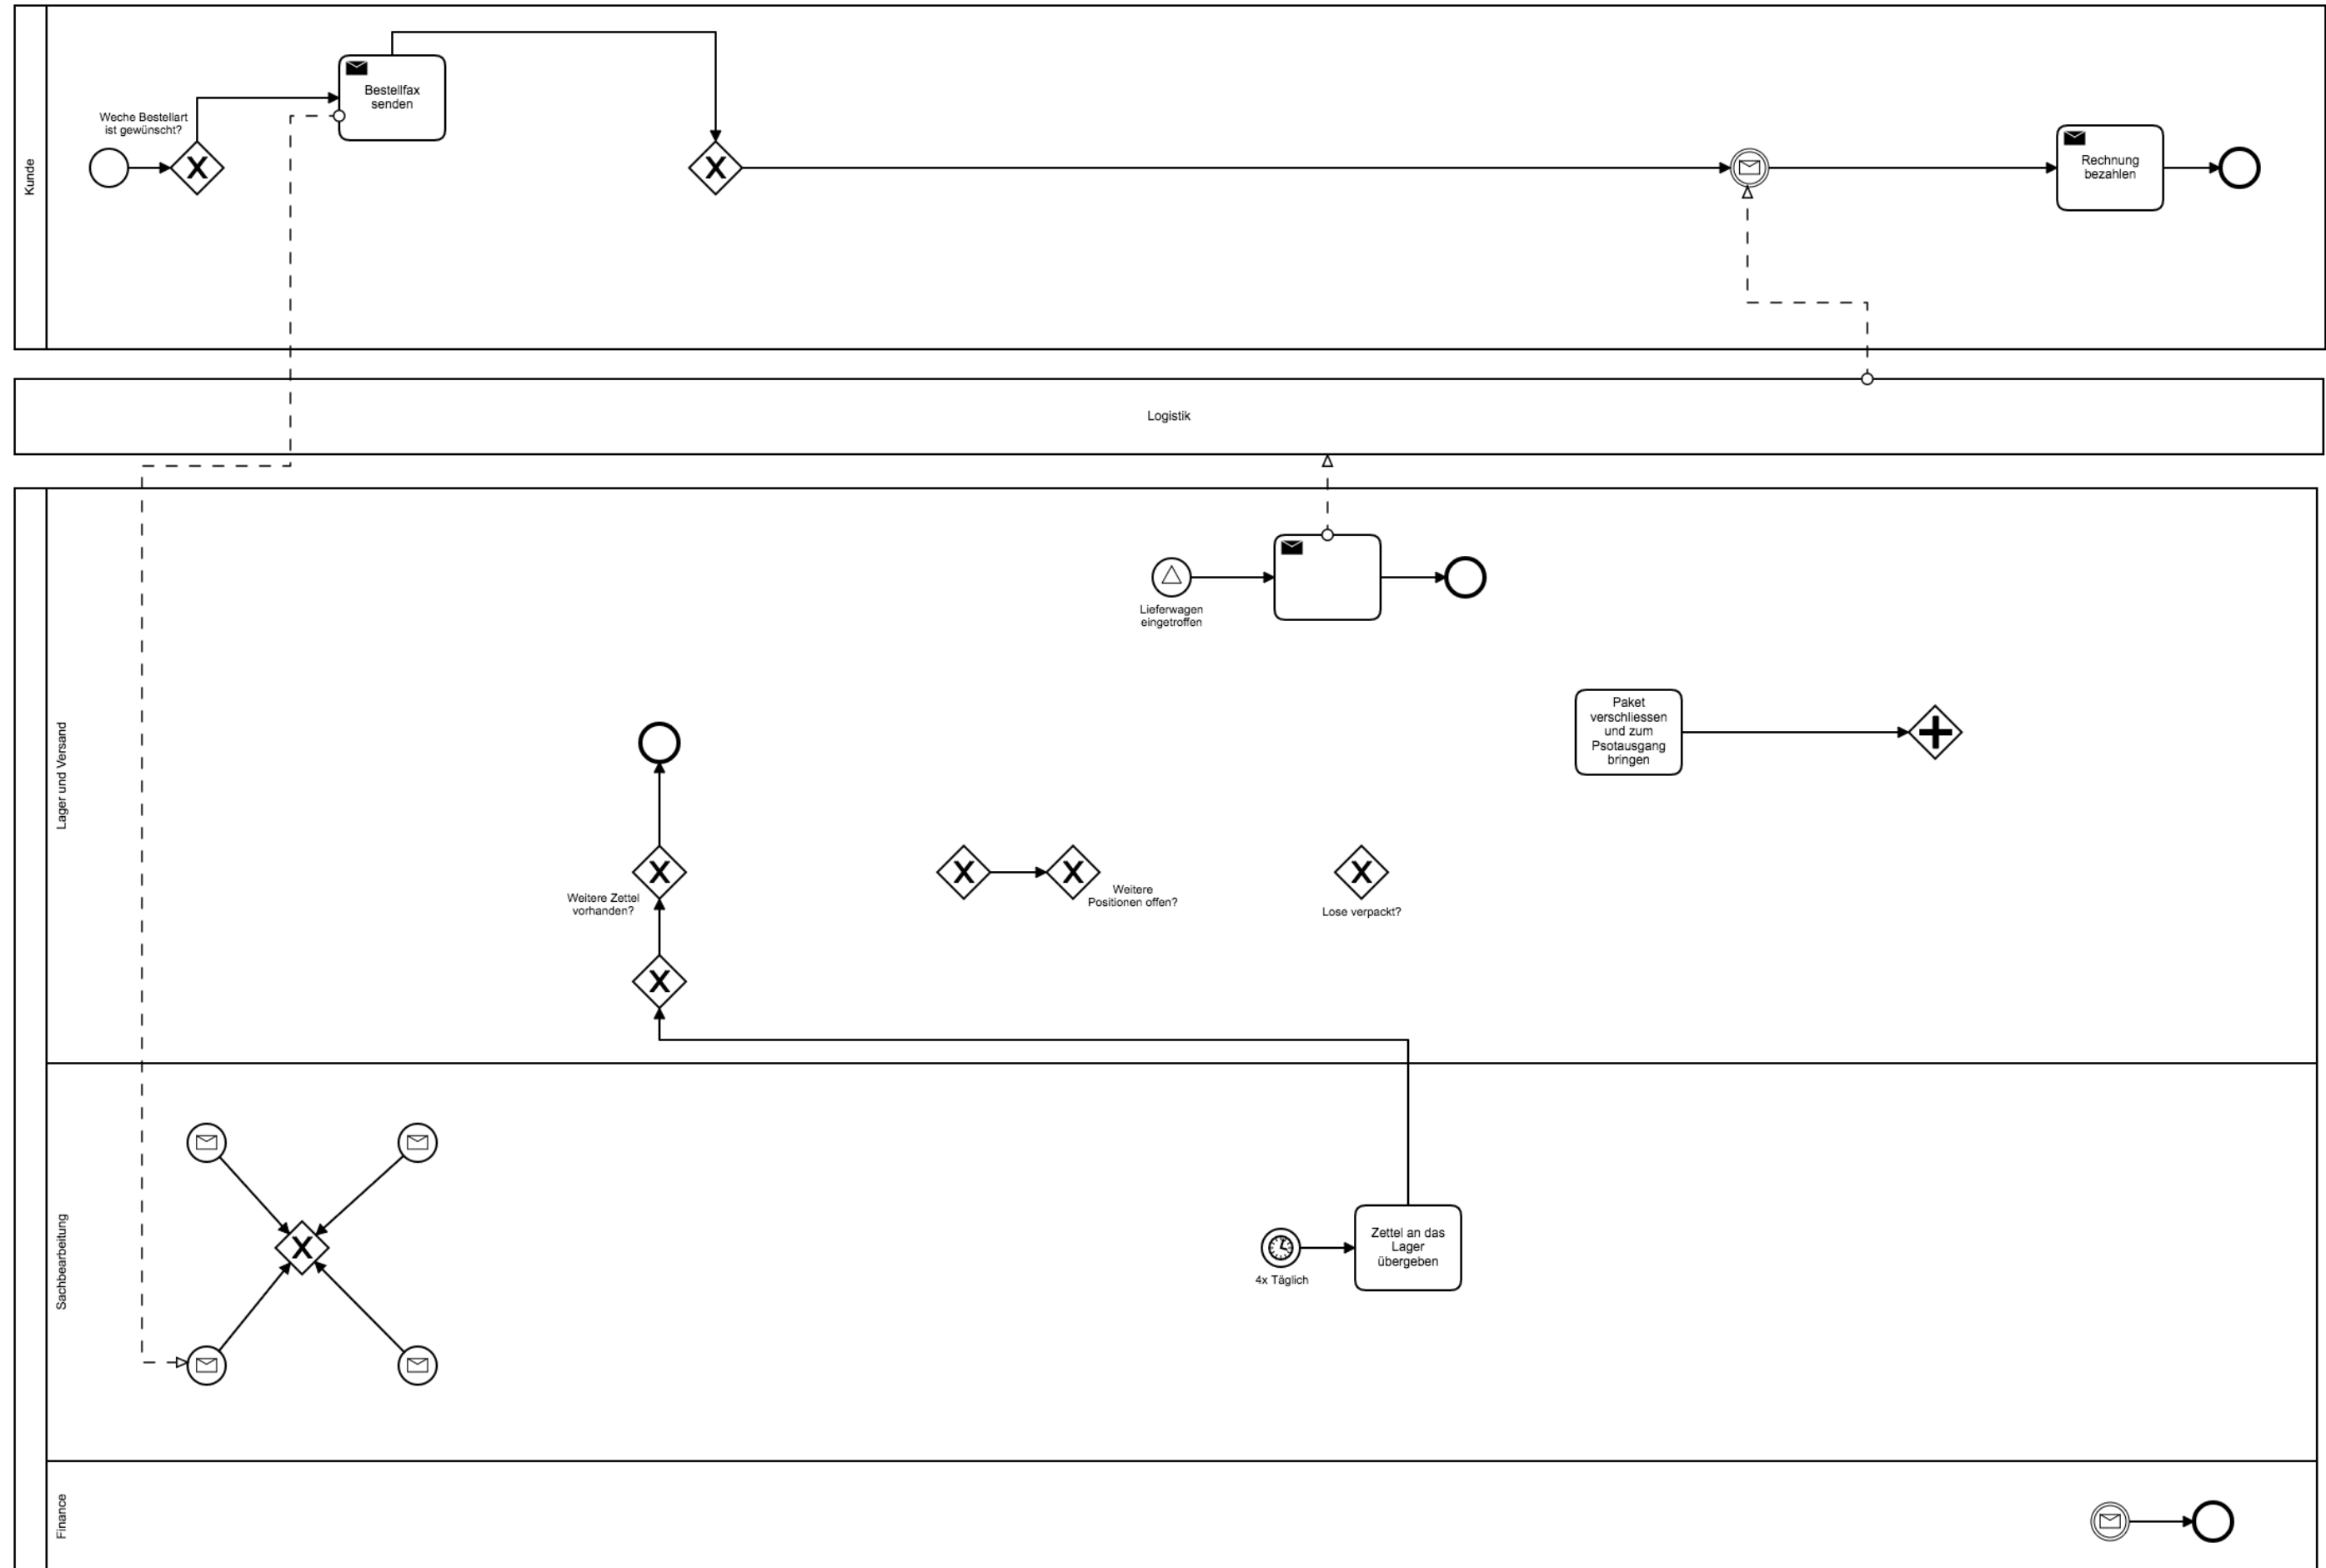 Kunde
Weche Bestellart
ist gewünscht?
Bestellfax
senden
Rechnung
bezahlen
Logistik
Lager und Versand
Lieferwagen
eingetroffen
Paket
verschliessen
und zum
Psotausgang
bringen
Weitere Zettel
vorhanden?
Weitere
Positionen offen?
Lose verpackt?
Sachbearbeitung
Zettel an das
Lager
übergeben
4x Täglich
Finance